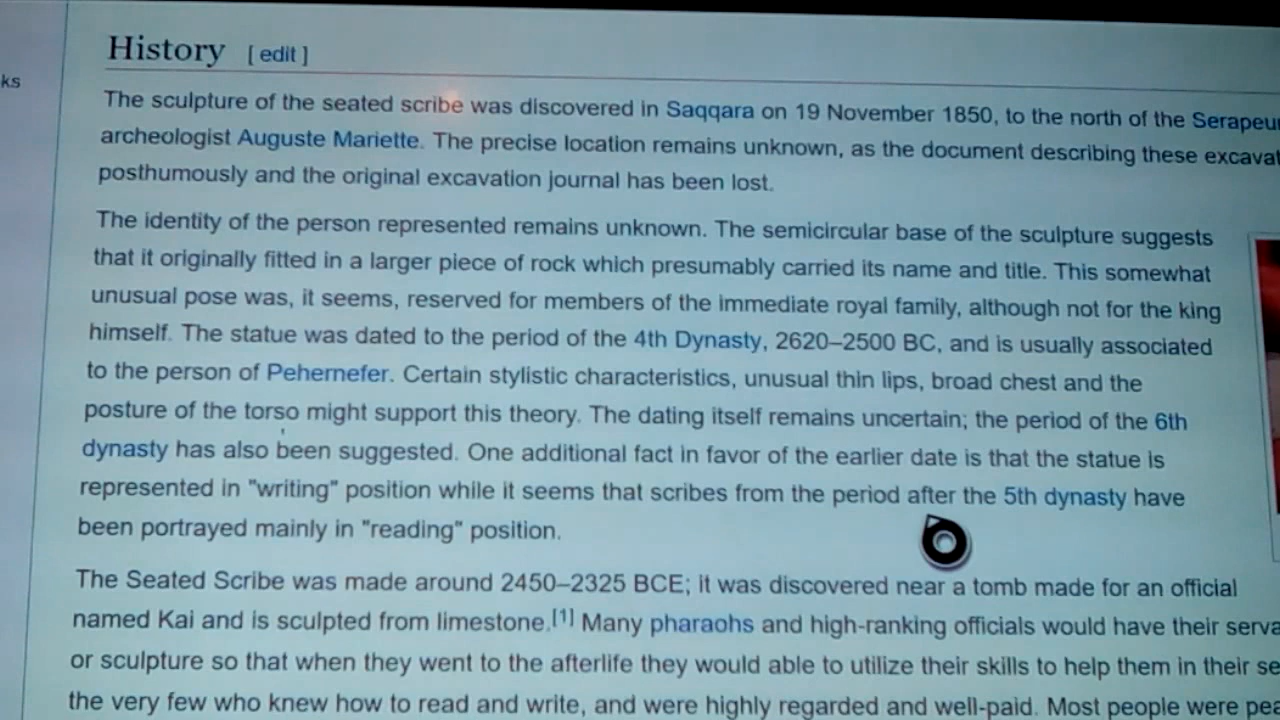 ks
History [ edit ]
The sculpture of the seated scribe was discovered in Saqqara on 19 November 1850, to the north of the
archeologist Auguste Mariette. The precise location remains unknown, as the document describing these
posthumously and the original excavation journal has been lost.
The identity of the person represented remains unknown. The semicircular base of the sculpture suggests
that it originally fitted in a larger piece of rock which presumably carried its name and title. This somewhat
unusual pose was, it seems, reserved for members of the immediate royal family, although not for the king
himself. The statue was dated to the period of the 4th Dynasty, 2620–2500 BC, and is usually associated
to the person of Pehernefer. Certain stylistic characteristics, unusual thin lips, broad chest and the
posture of the torso might support this theory. The dating itself remains uncertain; the period of the 6th
dynasty has also been suggested. One additional fact in favor of the earlier date is that the statue is
represented in "writing" position while it seems that scribes from the period after the 5th dynasty have
been portrayed mainly in "reading" position.
The Seated Scribe was made around 2450–2325 BCE; it was discovered near a tomb made for an official
named Kai and is sculpted from limestone.[1] Many pharaohs and high-ranking officials would have their
or sculpture so that when they went to the afterlife they would able to utilize their skills to help them in their
the very few who knew how to read and write, and were highly regarded and well-paid. Most people were